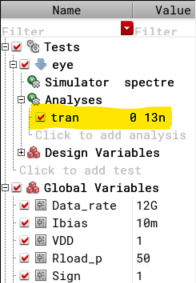 Name Value
Filter Filter
Tests
eye
Simulator spectre
Analyses
tran 0 13n
Click to add analysis
Design Variables
Click to add test
Global Variables
Data_rate 12G
Ibias 10m
VDD 1
Rload_p 50
Sign 1